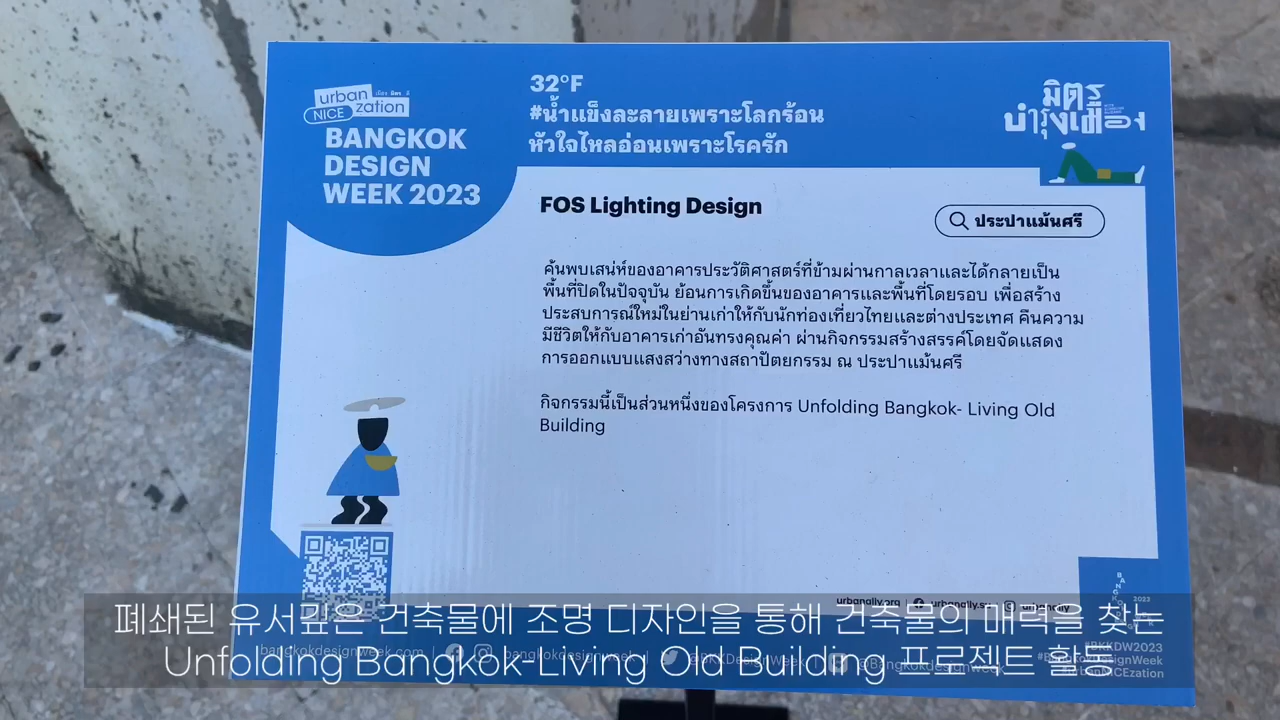 urban เมือง มิตร ดี
NICE zation
BANGKOK
DESIGN
WEEK 2023
32°F
#น้ำแข็งละลายเพราะโลกร้อน
หัวใจไหลอ่อนเพราะโรครัก
มิตร
บำรุงเมือง
FOS Lighting Design
ประปาแม้นศรี
ค้นพบเสน่ห์ของอาคารประวัติศาสตร์ที่ข้ามผ่านกาลเวลาและได้กลายเป็น
พื้นที่ปิดในปัจจุบัน ย้อนการเกิดขึ้นของอาคารและพื้นที่โดยรอบ เพื่อสร้าง
ประสบการณ์ใหม่ในย่านเก่าให้กับนักท่องเที่ยวไทยและต่างประเทศ คืนความ
มีชีวิตให้กับอาคารเก่าอันทรงคุณค่า ผ่านกิจกรรมสร้างสรรค์โดยจัดแสดง
การออกแบบแสงสว่างทางสถาปัตยกรรม ณ ประปาแม้นศรี
กิจกรรมนี้เป็นส่วนหนึ่งของโครงการ Unfolding Bangkok- Living Old
Building
urbanally.org urbanally urbanally
2023
폐쇄된 유서깊은 건축물에 조명 디자인을 통해 건축물의 매력을 찾는
Unfolding Bangkok-Living Old Building 프로젝트 활동
bangkokdesignweek.com bangkokdesignweek @BKKDesignWeek @Bangkokdesignweek
#BKKDW2023
#BangkokDesignWeek
#urbanNICEzation